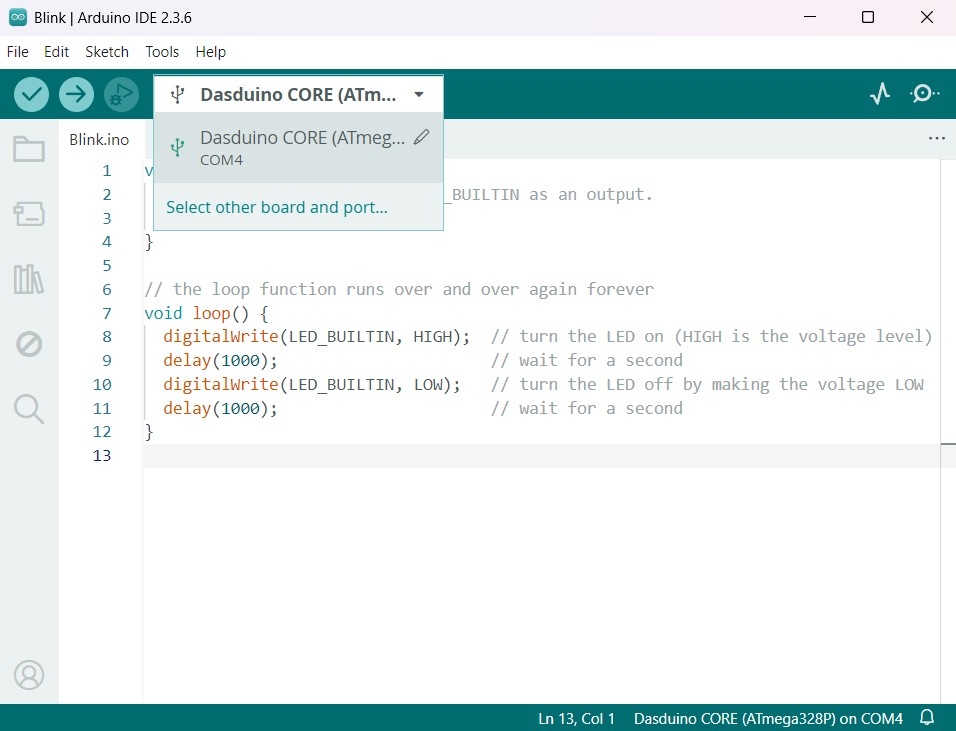 Blink | Arduino IDE 2.3.6
File Edit Sketch Tools Help
Dasduino CORE (ATm...
Dasduino CORE (ATmeg...
COM4
Select other board and port...
Blink.ino
1 v
2 _BUILTIN as an output.
3
4 }
5
6 // the loop function runs over and over again forever
7 void loop() {
8 digitalWrite(LED_BUILTIN, HIGH); // turn the LED on (HIGH is the voltage level)
9 delay(1000); // wait for a second
10 digitalWrite(LED_BUILTIN, LOW); // turn the LED off by making the voltage LOW
11 delay(1000); // wait for a second
12 }
13
Ln 13, Col 1 Dasduino CORE (ATmega328P) on COM4